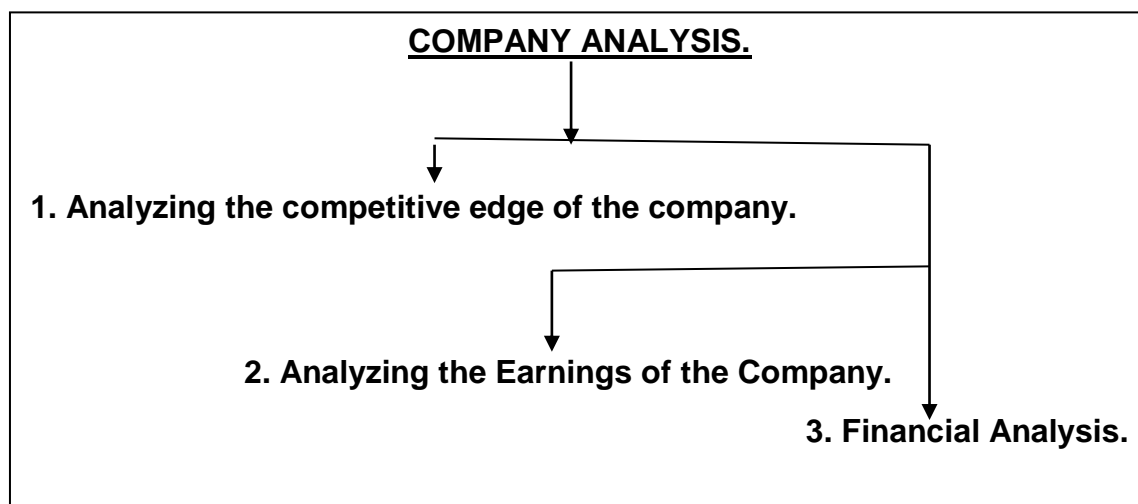 COMPANY ANALYSIS.
1. Analyzing the competitive edge of the company.
2. Analyzing the Earnings of the Company.
3. Financial Analysis.